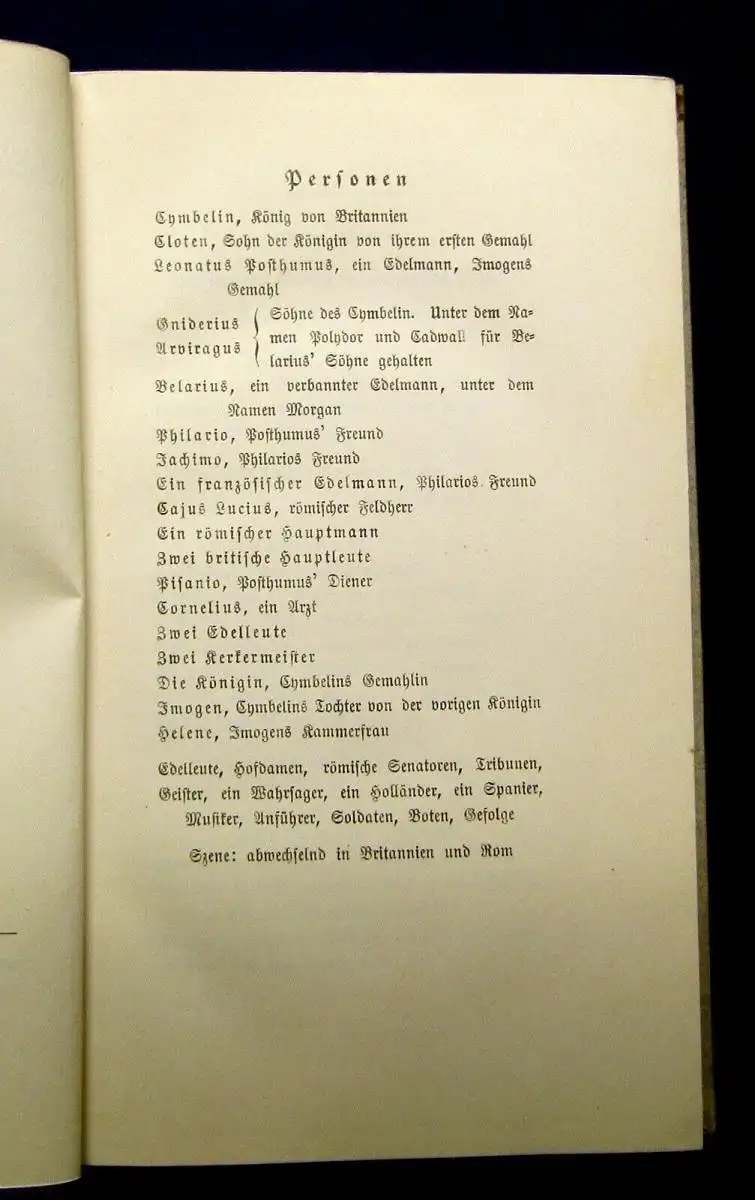 Personen
Cymbelin, König von Britannien
Cloten, Sohn der Königin von ihrem ersten Gemahl
Leonatus Posthumus, ein Edelmann, Imogens
Gemahl
Gniderius
Arviragus
Söhne des Cymbelin. Unter dem Na-
men Polydor und Cadwall für Be-
larius' Söhne gehalten
Belarius, ein verbannter Edelmann, unter dem
Namen Morgan
Philario, Posthumus' Freund
Jachimo, Philarios Freund
Ein französischer Edelmann, Philarios Freund
Cajus Lucius, römischer Feldherr
Ein römischer Hauptmann
Zwei britische Hauptleute
Pisanio, Posthumus' Diener
Cornelius, ein Arzt
Zwei Edelleute
Zwei Kerkermeister
Die Königin, Cymbelins Gemahlin
Imogen, Cymbelins Tochter von der vorigen Königin
Helene, Imogens Kammerfrau
Edelleute, Hofdamen, römische Senatoren, Tribunen,
Geister, ein Wahrsager, ein Holländer, ein Spanier,
Musiker, Anführer, Soldaten, Boten, Gefolge
Szene: abwechselnd in Britannien und Rom